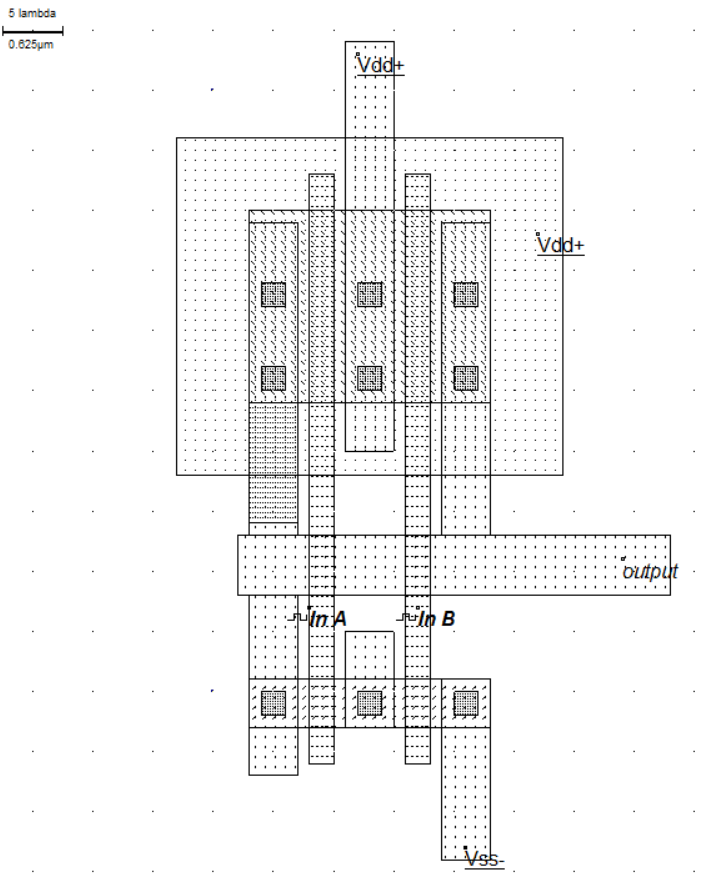 5 lambda
0.625µm
Vdd+
Vdd+
output
In A
In B
Vss-